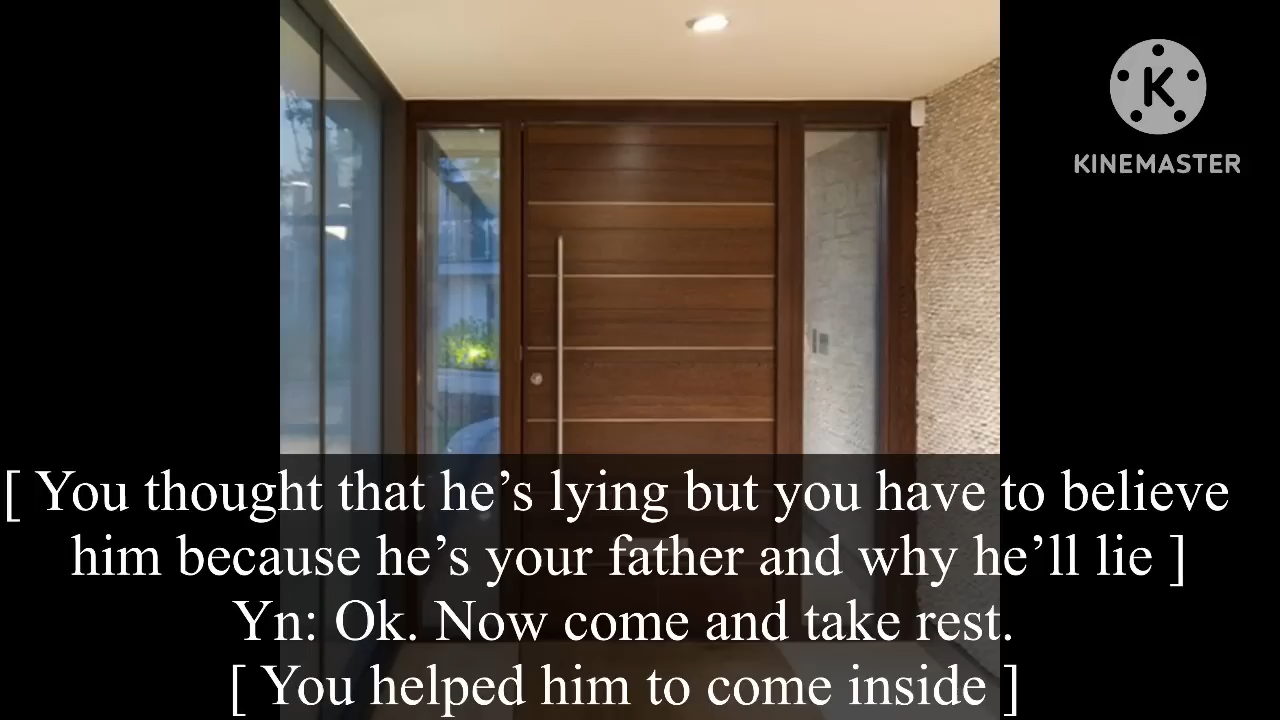 K
KINEMASTER
[ You thought that he’s lying but you have to believe
him because he’s your father and why he’ll lie ]
Yn: Ok. Now come and take rest.
[ You helped him to come inside ]